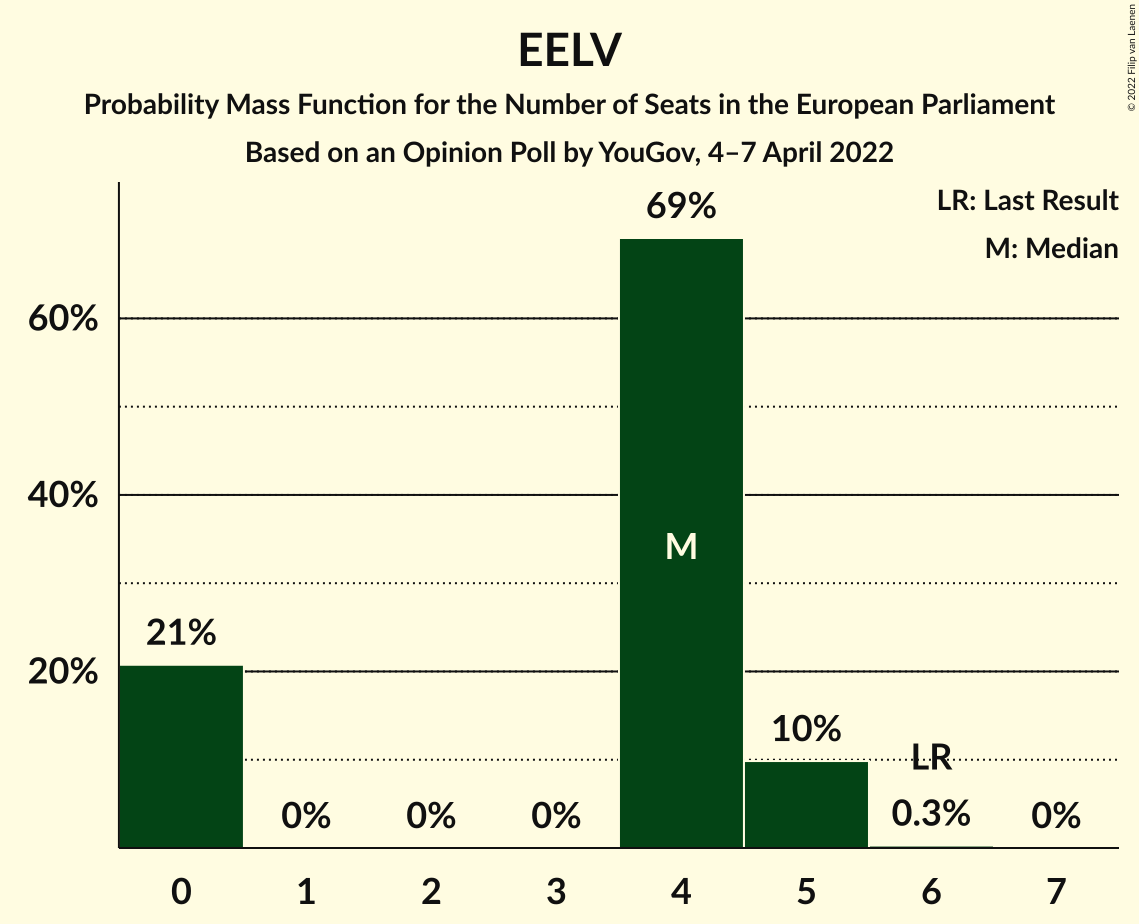 EELV
Probability Mass Function for the Number of Seats in the European Parliament
Based on an Opinion Poll by YouGov, 4–7 April 2022
© 2022 Filip van Laenen
LR: Last Result
M: Median
69%
60%
40%
M
21%
20%
10%
LR
0% 0% 0% 0.3% 0%
0 1 2 3 4 5 6 7